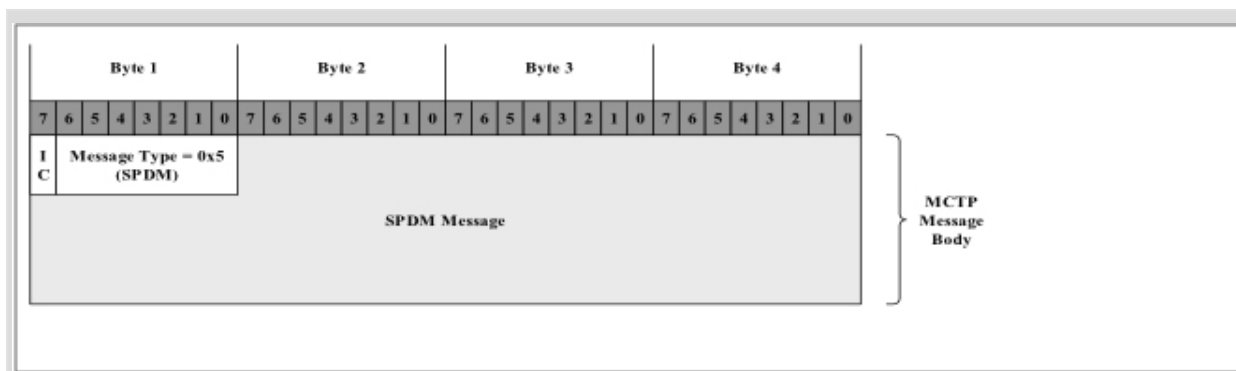 Byte 1 Byte 2 Byte 3 Byte 4
7 6 5 4 3 2 1 0 7 6 5 4 3 2 1 0 7 6 5 4 3 2 1 0 7 6 5 4 3 2 1 0
I
C
Message Type = 0x5
(SPDM)
SPDM Message
MCTP
Message
Body